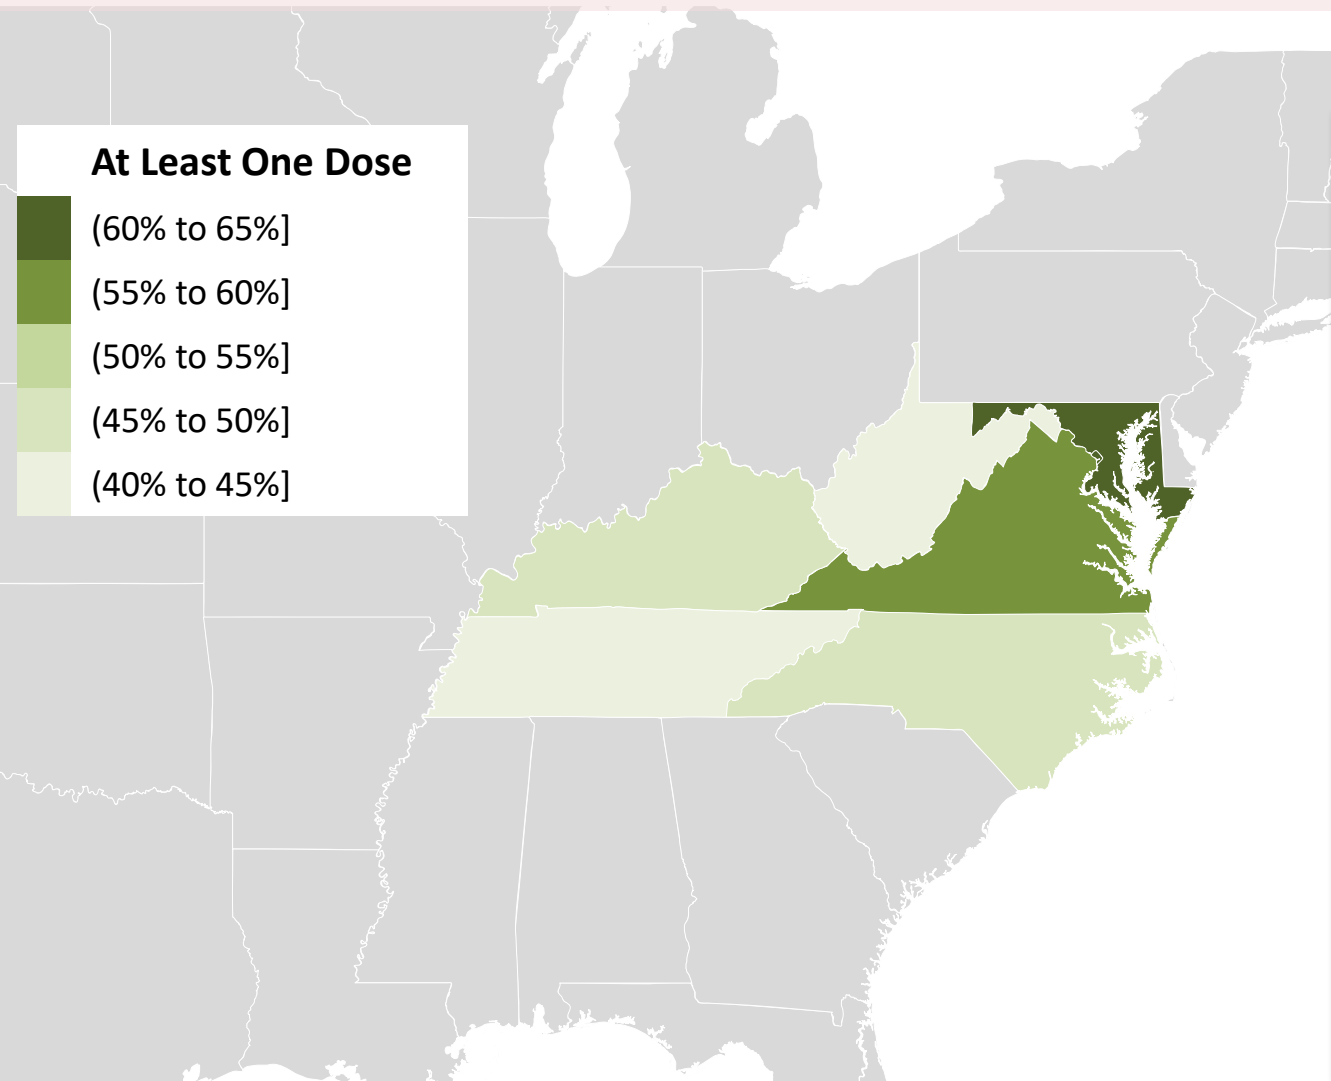 At Least One Dose
(60% to 65%]
(55% to 60%]
(50% to 55%]
(45% to 50%]
(40% to 45%]